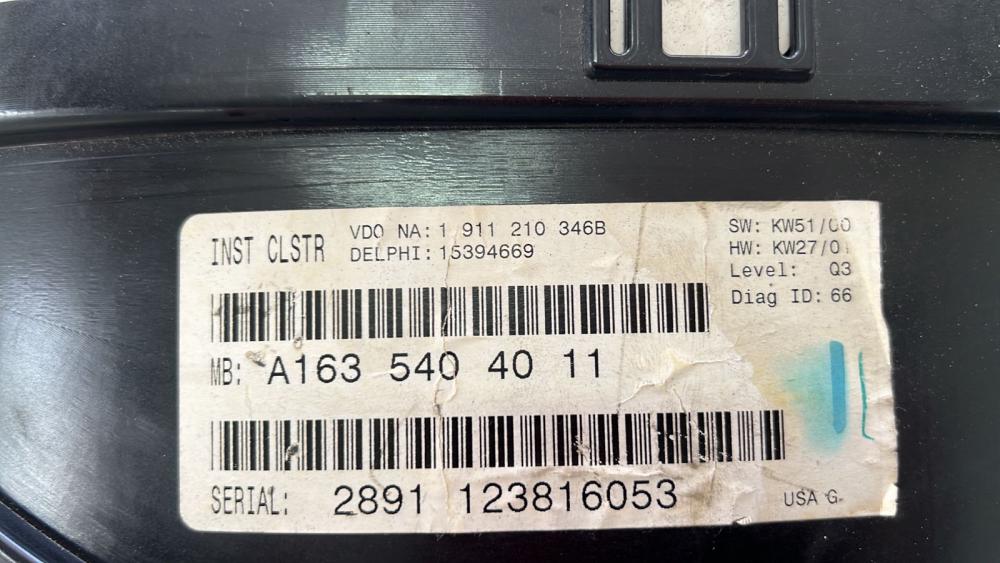 INST CLSTR
VDO NA: 1 911 210 346B
DELPHI: 15394669
SW: KW51/00
HW: KW27/01
Level: Q3
Diag ID: 66
MB: A163 540 40 11
SERIAL: 2891 123816053
USA G